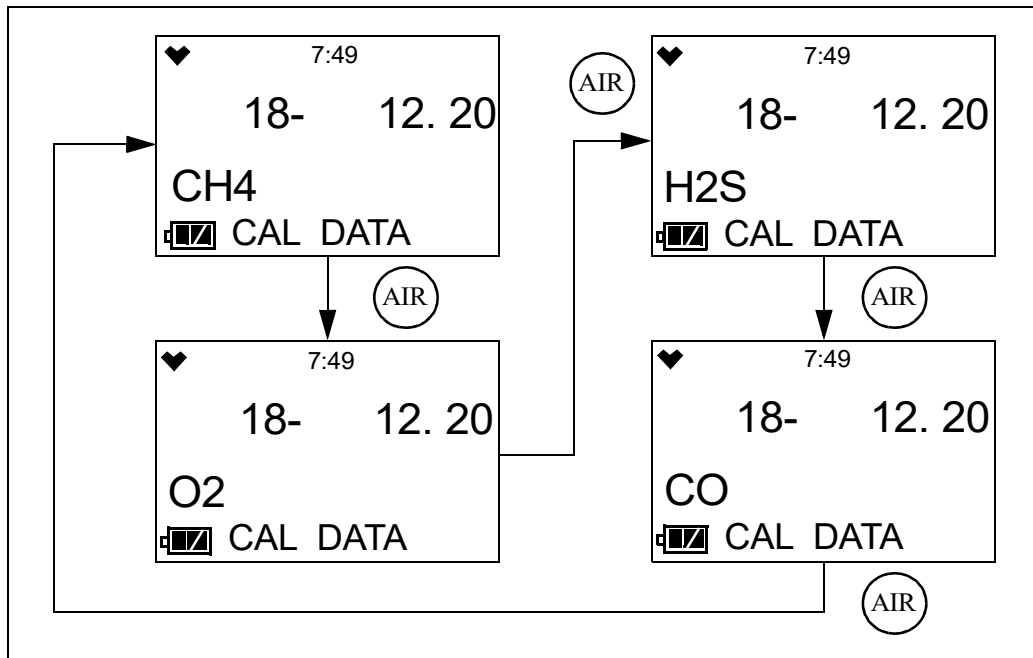 7:49
18- 12. 20
CH4
CAL DATA
AIR
7:49
18- 12. 20
O2
CAL DATA
AIR
7:49
18- 12. 20
H2S
CAL DATA
AIR
7:49
18- 12. 20
CO
CAL DATA
AIR